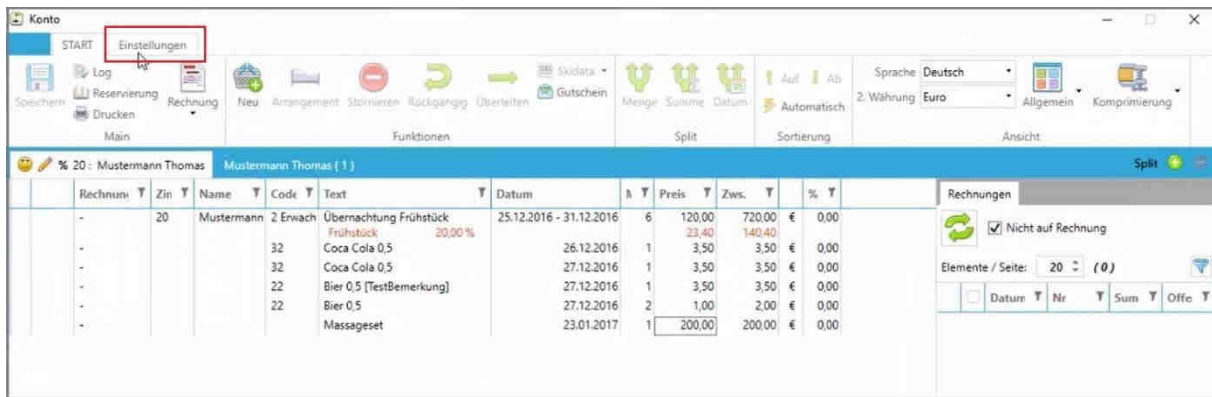 Konto
START Einstellungen
Speichern Log Reservierung Drucken Rechnung Neu Arrangement Stornieren Rückgängig Überleiten Skidata Gutschein Menge Summe Datum Auf Ab Automatisch Sprache Deutsch 2. Währung Euro Allgemein Komprimierung
Main Funktionen Split Sortierung Ansicht
% 20 : Mustermann Thomas Mustermann Thomas ( 1 ) Split
Rechnun Zin Name Code Text Datum Preis Zws. % Rechnungen
- 20 Mustermann 2 Erwach Übernachtung Frühstück 25.12.2016 - 31.12.2016 6 120,00 720,00 € 0,00
Frühstück 20,00 % 23,40 140,40
Nicht auf Rechnung
- 32 Coca Cola 0,5 26.12.2016 1 3,50 3,50 € 0,00
- 32 Coca Cola 0,5 27.12.2016 1 3,50 3,50 € 0,00
Elemente / Seite: 20 ( 0 )
- 22 Bier 0,5 [TestBemerkung] 27.12.2016 1 3,50 3,50 € 0,00
- 22 Bier 0,5 27.12.2016 2 1,00 2,00 € 0,00
Datum Nr Sum Offe
- Massageset 23.01.2017 1 200,00 200,00 € 0,00